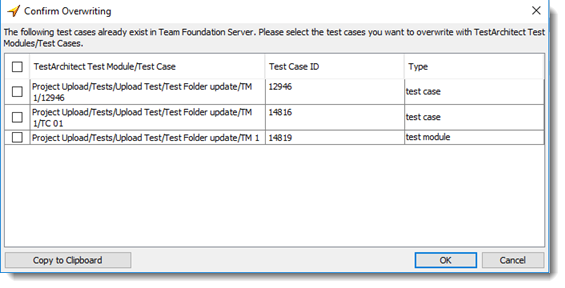 Confirm Overwriting
The following test cases already exist in Team Foundation Server. Please select the test cases you want to overwrite with TestArchitect Test
Modules/Test Cases.
TestArchitect Test Module/Test Case Test Case ID Type
Project Upload/Tests/Upload Test/Test Folder update/TM 12946 test case
1/12946
Project Upload/Tests/Upload Test/Test Folder update/TM 14816 test case
1/TC 01
Project Upload/Tests/Upload Test/Test Folder update/TM 1 14819 test module
Copy to Clipboard OK Cancel